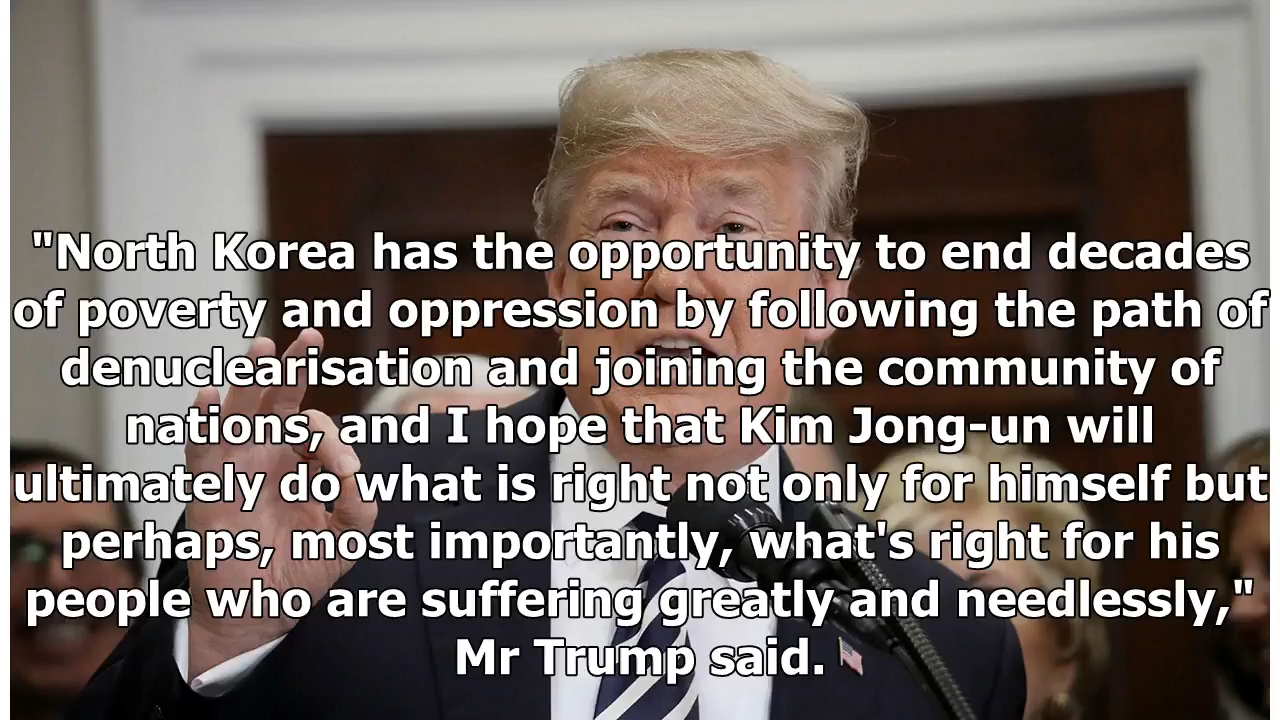 "North Korea has the opportunity to end decades
of poverty and oppression by following the path of
denuclearisation and joining the community of
nations, and I hope that Kim Jong-un will
ultimately do what is right not only for himself but
perhaps, most importantly, what's right for his
people who are suffering greatly and needlessly,"
Mr Trump said.